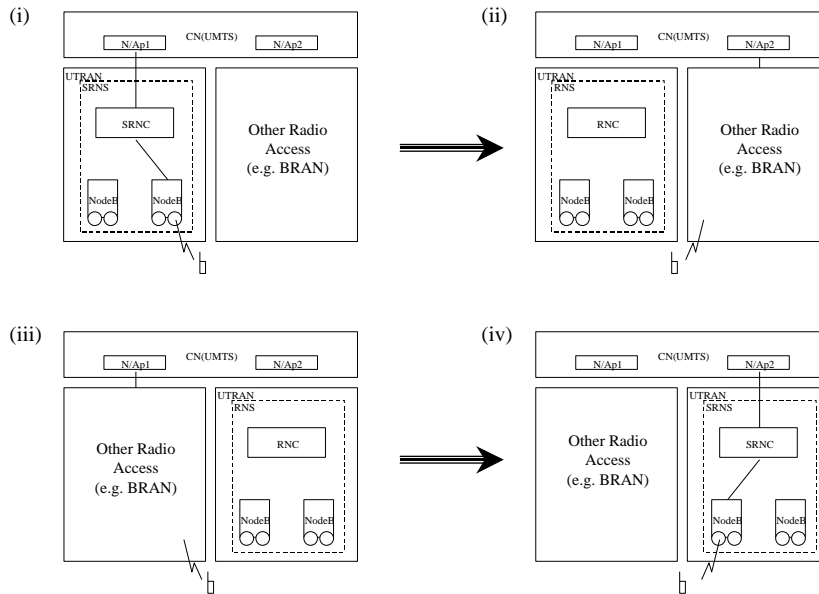 (i)
CN(UMTS)
N/Ap1
N/Ap2
UTRAN
SRNS
SRNC
NodeB
NodeB
Other Radio
Access
(e.g. BRAN)
(ii)
CN(UMTS)
N/Ap1
N/Ap2
UTRAN
RNS
RNC
NodeB
NodeB
Other Radio
Access
(e.g. BRAN)
(iii)
CN(UMTS)
N/Ap1
N/Ap2
Other Radio
Access
(e.g. BRAN)
UTRAN
RNS
RNC
NodeB
NodeB
(iv)
CN(UMTS)
N/Ap1
N/Ap2
Other Radio
Access
(e.g. BRAN)
UTRAN
SRNS
SRNC
NodeB
NodeB